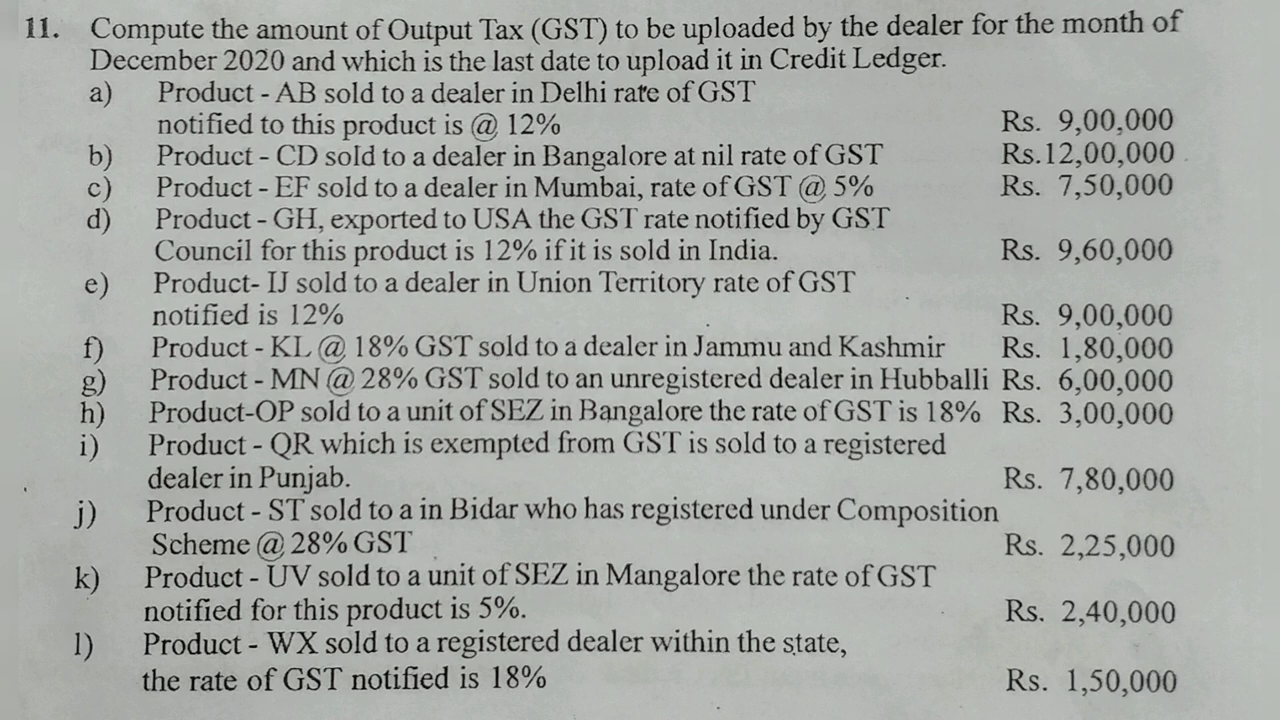 11. Compute the amount of Output Tax (GST) to be uploaded by the dealer for the month of
December 2020 and which is the last date to upload it in Credit Ledger.
a) Product - AB sold to a dealer in Delhi rate of GST
notified to this product is @ 12% Rs. 9,00,000
b) Product - CD sold to a dealer in Bangalore at nil rate of GST Rs.12,00,000
c) Product - EF sold to a dealer in Mumbai, rate of GST @ 5% Rs. 7,50,000
d) Product - GH, exported to USA the GST rate notified by GST
Council for this product is 12% if it is sold in India. Rs. 9,60,000
e) Product- IJ sold to a dealer in Union Territory rate of GST
notified is 12% Rs. 9,00,000
f) Product - KL @ 18% GST sold to a dealer in Jammu and Kashmir Rs. 1,80,000
g) Product - MN @ 28% GST sold to an unregistered dealer in Hubballi Rs. 6,00,000
h) Product-OP sold to a unit of SEZ in Bangalore the rate of GST is 18% Rs. 3,00,000
i) Product - QR which is exempted from GST is sold to a registered
dealer in Punjab. Rs. 7,80,000
j) Product - ST sold to a in Bidar who has registered under Composition
Scheme @ 28% GST Rs. 2,25,000
k) Product - UV sold to a unit of SEZ in Mangalore the rate of GST
notified for this product is 5%. Rs. 2,40,000
l) Product - WX sold to a registered dealer within the state,
the rate of GST notified is 18% Rs. 1,50,000